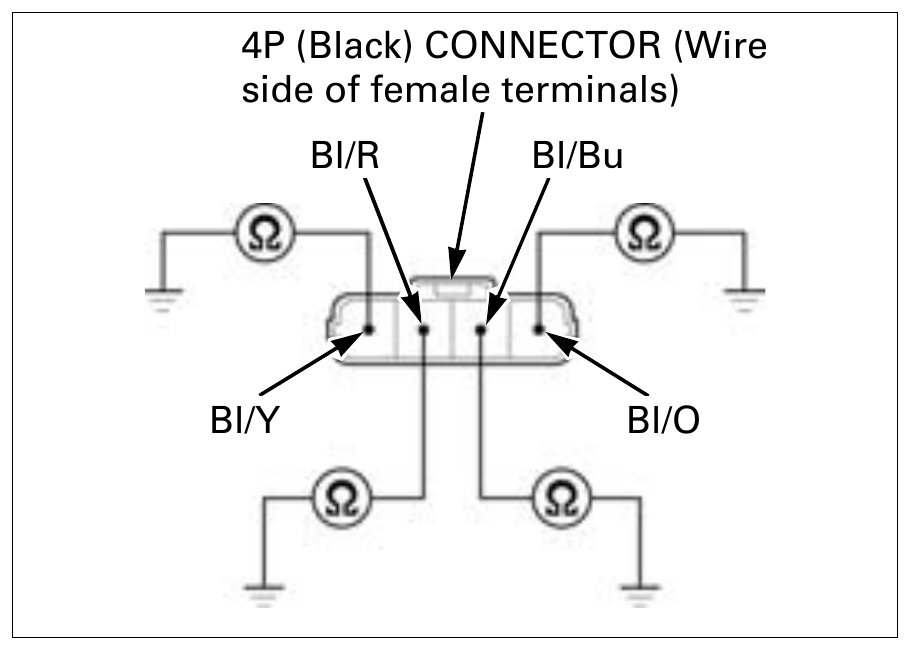 4P (Black) CONNECTOR (Wire
side of female terminals)
Bl/R
Bl/Bu
Ω
Ω
Bl/Y
Bl/O
Ω
Ω